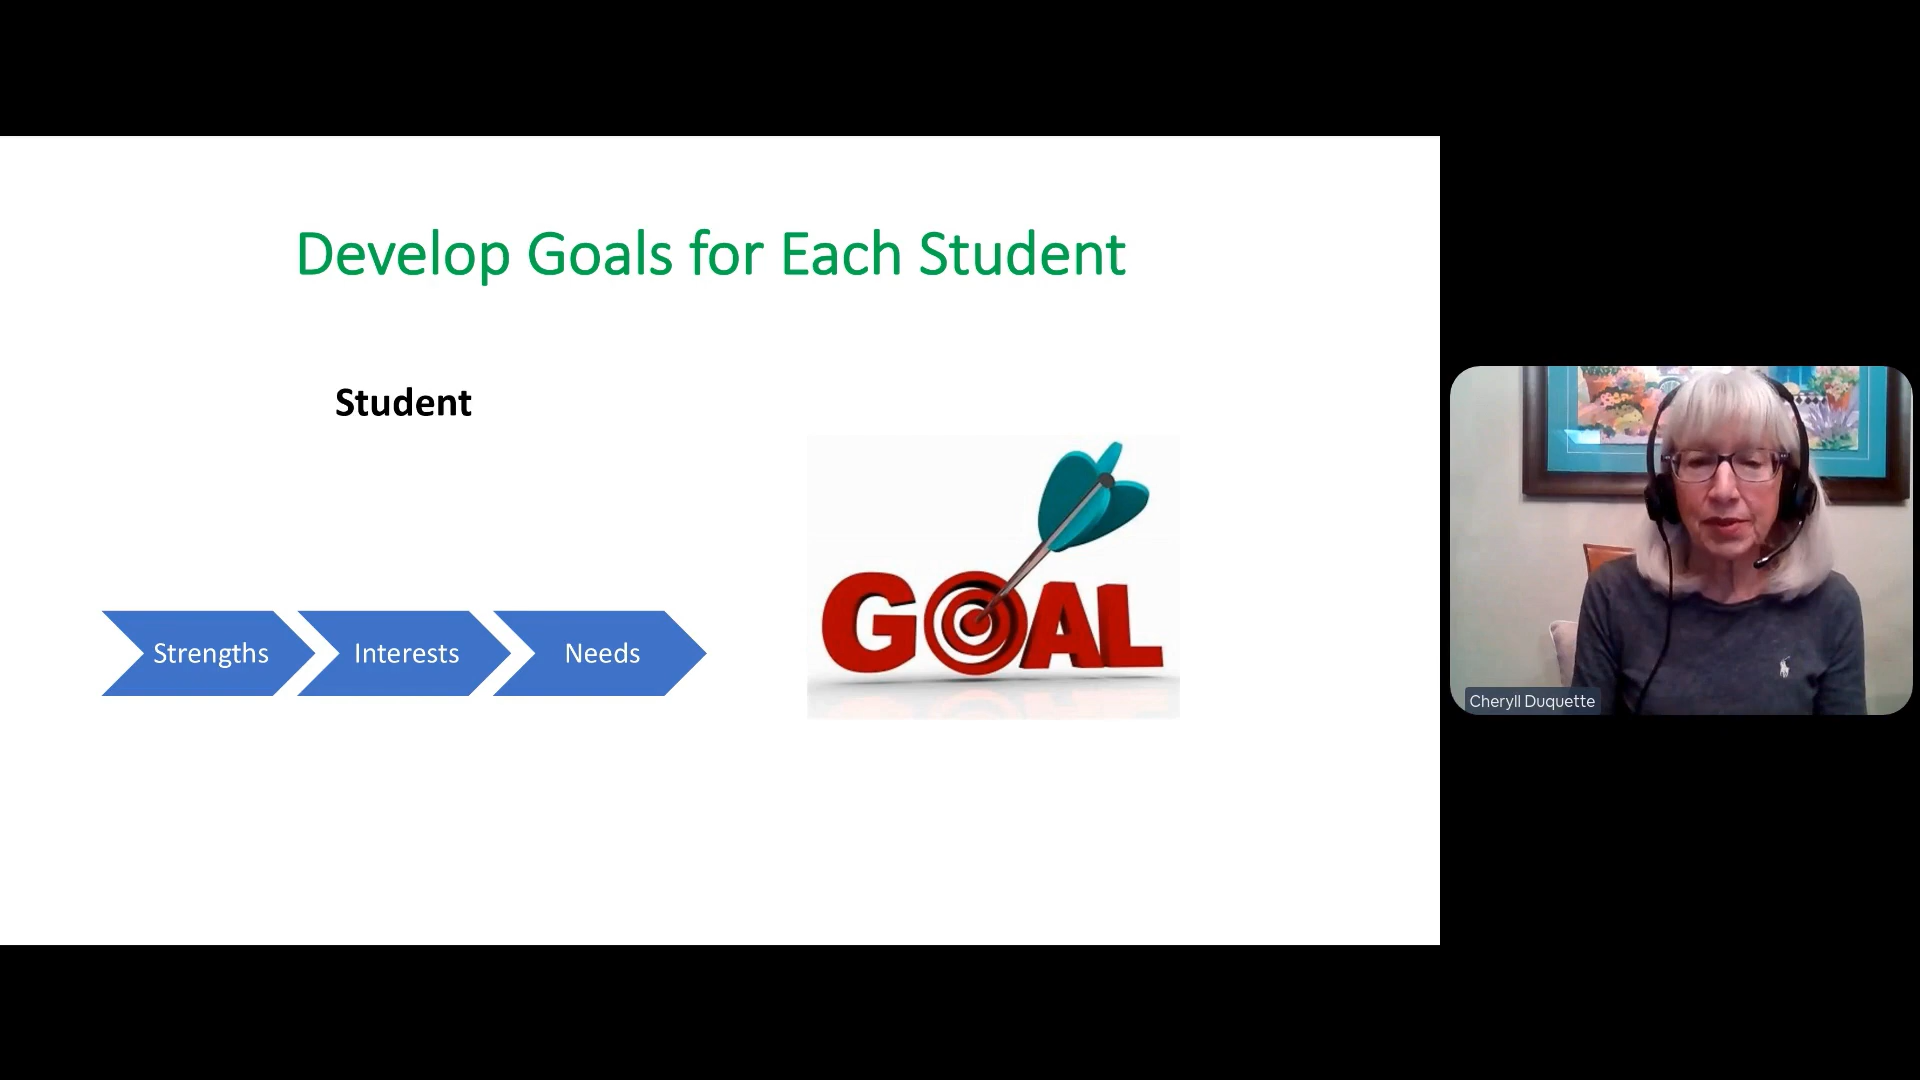 Develop Goals for Each Student
Student
Strengths
Interests
Needs
GOAL
Cheryll Duquette